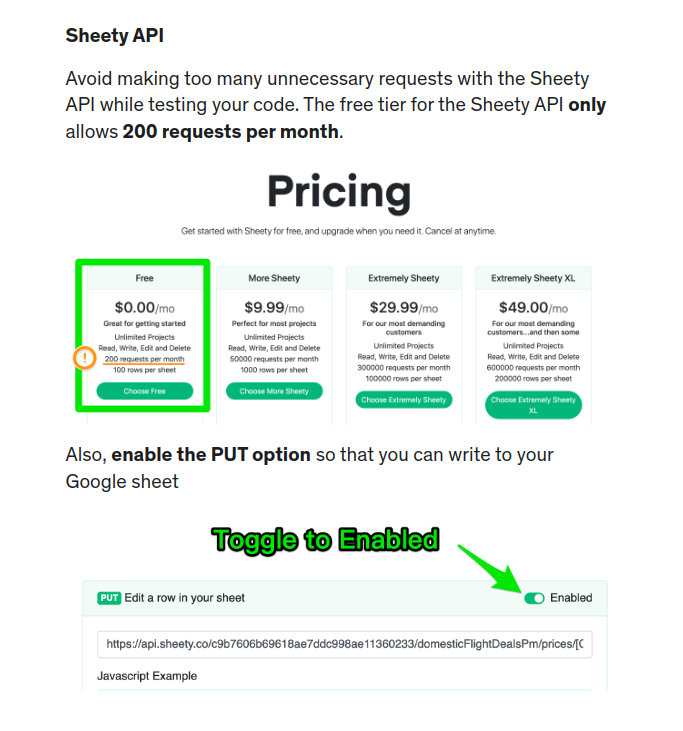 Sheety API
Avoid making too many unnecessary requests with the Sheety
API while testing your code. The free tier for the Sheety API only
allows 200 requests per month.
Pricing
Get started with Sheety for free, and upgrade when you need it. Cancel at anytime.
Free
$0.00/mo
Great for getting started
Unlimited Projects
Read, Write, Edit and Delete
200 requests per month
100 rows per sheet
Choose Free
More Sheety
$9.99/mo
Perfect for most projects
Unlimited Projects
Read, Write, Edit and Delete
50000 requests per month
1000 rows per sheet
Choose More Sheety
Extremely Sheety
$29.99/mo
For our most demanding
customers
Unlimited Projects
Read, Write, Edit and Delete
300000 requests per month
100000 rows per sheet
Choose Extremely Sheety
Extremely Sheety XL
$49.00/mo
For our most demanding
customers...and then some
Unlimited Projects
Read, Write, Edit and Delete
600000 requests per month
200000 rows per sheet
Choose Extremely Sheety
XL
!
Also, enable the PUT option so that you can write to your
Google sheet
Toggle to Enabled
PUT Edit a row in your sheet Enabled
https://api.sheety.co/c9b7606b69618ae7ddc998ae11360233/domesticFlightDealsPm/prices/[O
Javascript Example